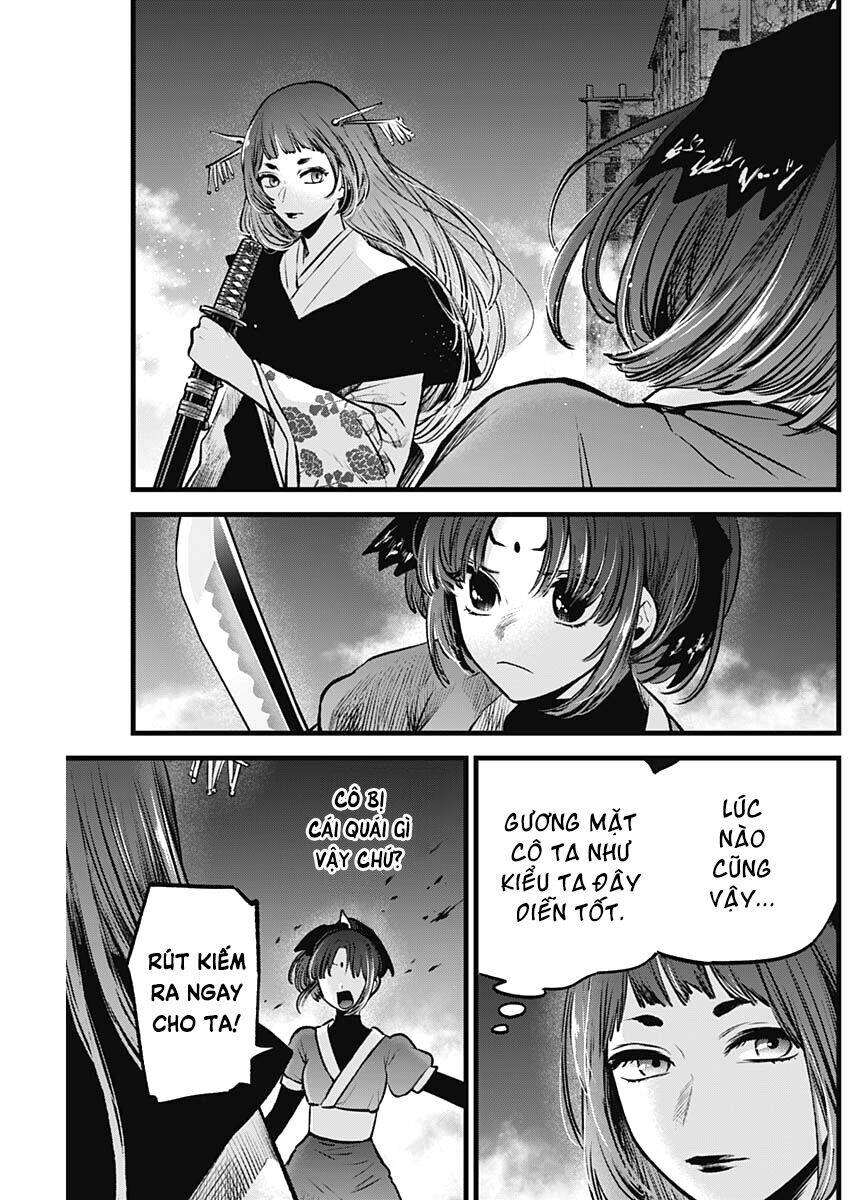 LÚC
NÀO
CŨNG
VẬY...
GƯƠNG MẶT
CÔ TA NHƯ
KIỂU TA ĐÂY
DIỄN TỐT.
CÔ BỊ
CÁI QUÁI GÌ
VẬY CHỨ?
RÚT KIẾM
RA NGAY
CHO TA!